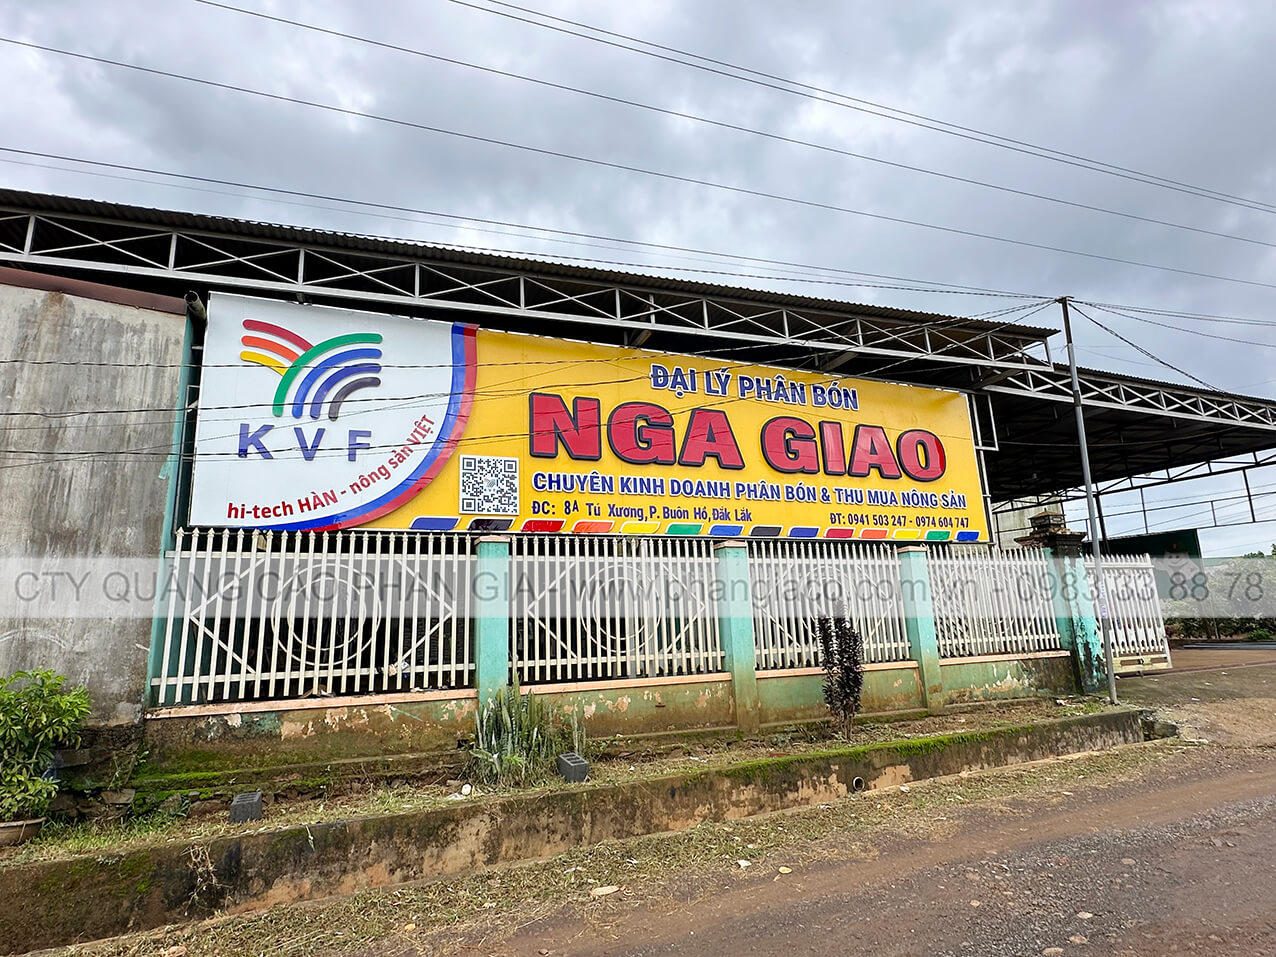 KVF
hi-tech HÀN - nông sản VIỆT
ĐẠI LÝ PHÂN BÓN
NGA GIAO
CHUYÊN KINH DOANH PHÂN BÓN & THU MUA NÔNG SẢN
ĐC: 8A Tú Xương, P. Buôn Hồ, Đăk Lăk
ĐT: 0941 503 247 - 0974 604 747
CTY QUẢNG CÁO PHAN GIA - www.phangiaco.com.vn - 0983 33 88 78